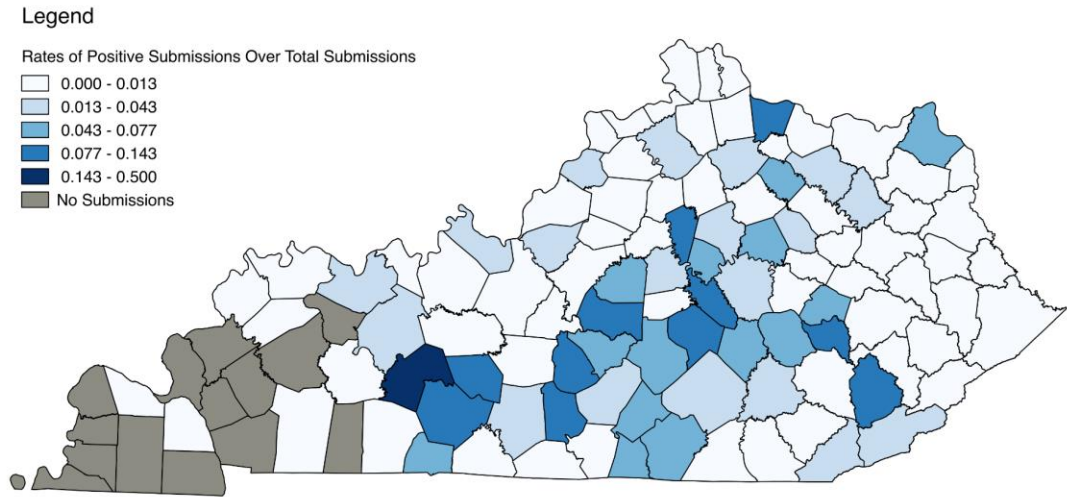 Legend
Rates of Positive Submissions Over Total Submissions
0.000 - 0.013
0.013 - 0.043
0.043 - 0.077
0.077 - 0.143
0.143 - 0.500
No Submissions